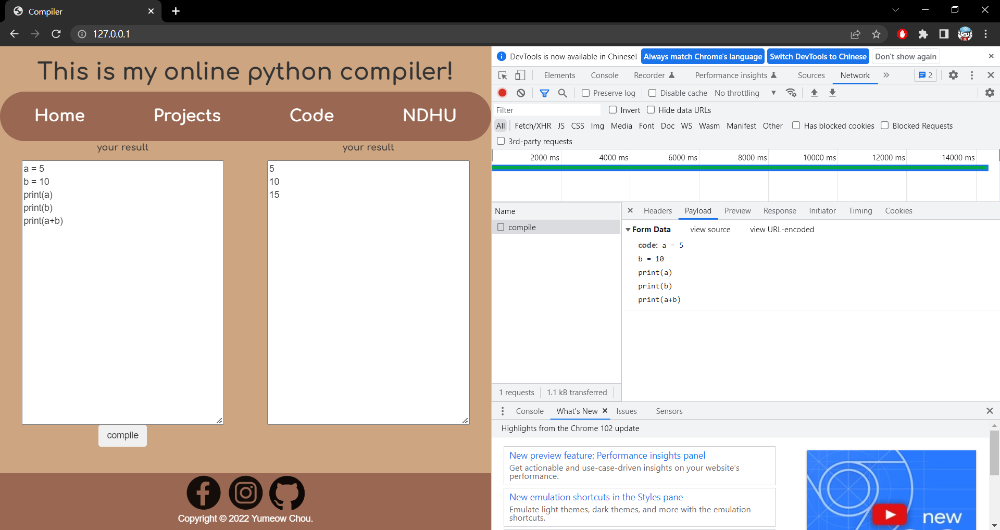 Compiler
127.0.0.1
This is my online python compiler!
Home Projects Code NDHU
your result your result
a = 5
b = 10
print(a)
print(b)
print(a+b)
5
10
15
compile
Copyright © 2022 Yumeow Chou.
DevTools is now available in Chinese! Always match Chrome's language Switch DevTools to Chinese Don't show again
Elements Console Recorder Performance insights Sources Network 2
Preserve log Disable cache No throttling
Filter Invert Hide data URLs
All Fetch/XHR JS CSS Img Media Font Doc WS Wasm Manifest Other Has blocked cookies Blocked Requests
3rd-party requests
2000 ms 4000 ms 6000 ms 8000 ms 10000 ms 12000 ms 14000 ms
Name
compile
1 requests 1.1 kB transferred
Headers Payload Preview Response Initiator Timing Cookies
Form Data view source view URL-encoded
code: a = 5
b = 10
print(a)
print(b)
print(a+b)
Console What's New Issues Sensors
Highlights from the Chrome 102 update
New preview feature: Performance insights panel
Get actionable and use-case-driven insights on your website's
performance.
New emulation shortcuts in the Styles pane
Emulate light themes, dark themes, and more with the emulation
shortcuts.
new